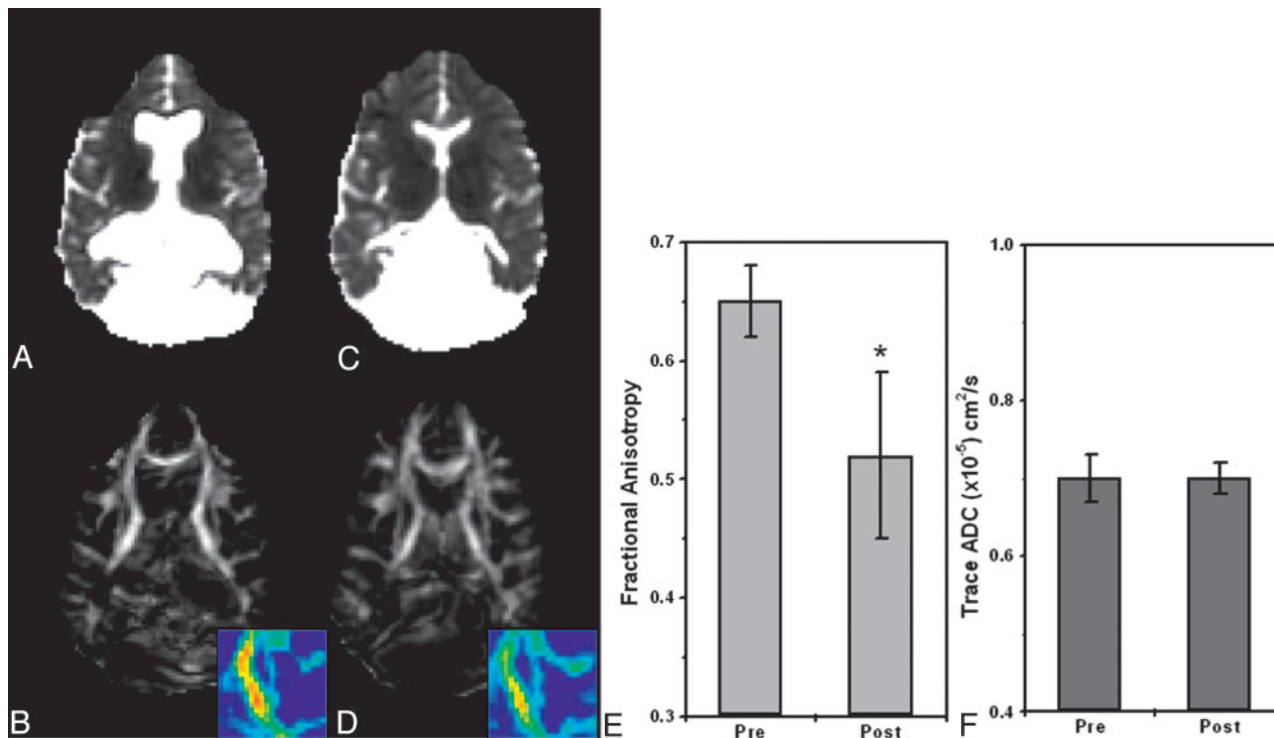 A
C
B
D
E
F
Fractional Anisotropy
0.7
0.6
0.5
0.4
0.3
*
Pre
Post
Trace ADC (x10⁻⁵) cm²/s
1.0
0.8
0.6
0.4
Pre
Post